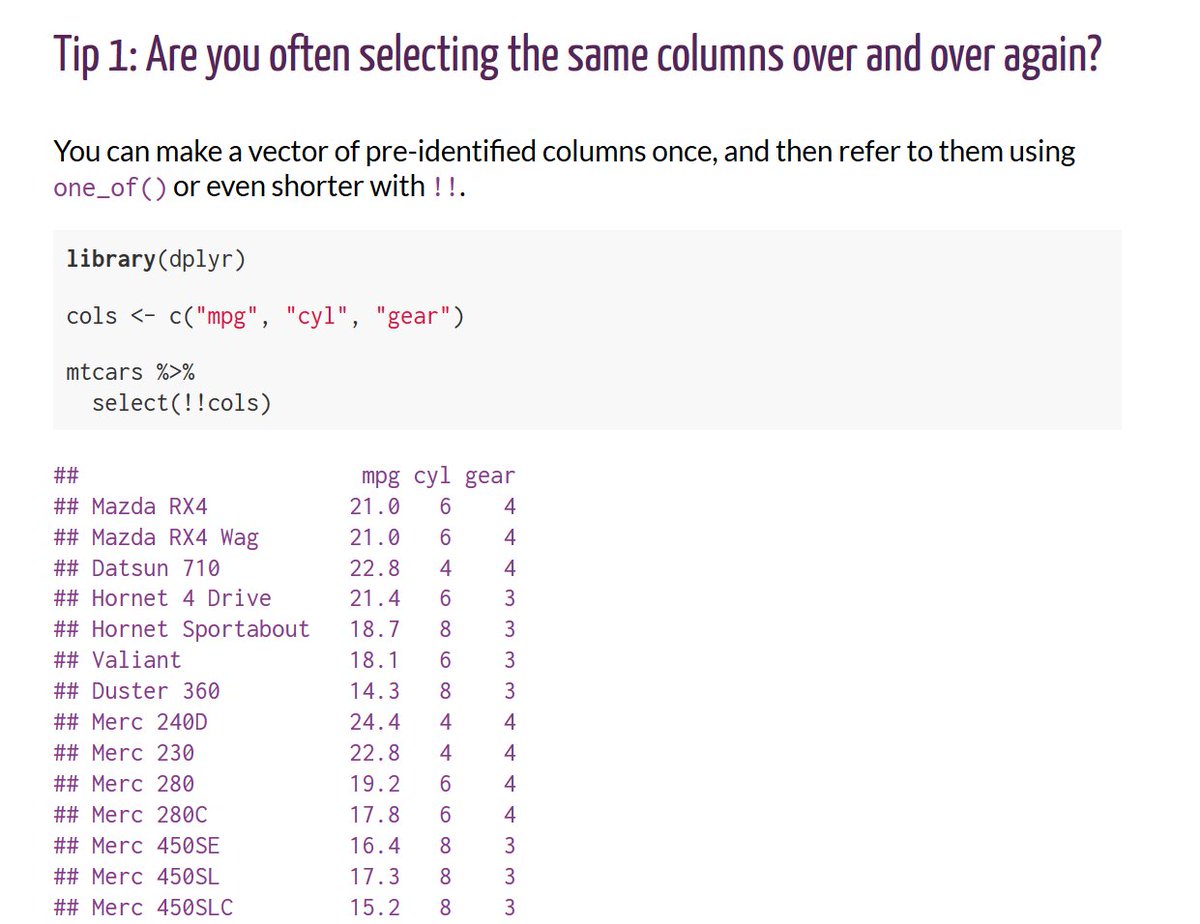 Tip 1: Are you often selecting the same columns over and over again?
You can make a vector of pre-identified columns once, and then refer to them using
one_of() or even shorter with !!.
library(dplyr)
cols <- c("mpg", "cyl", "gear")
mtcars %>%
  select(!!cols)
##                      mpg cyl gear
## Mazda RX4           21.0   6    4
## Mazda RX4 Wag       21.0   6    4
## Datsun 710          22.8   4    4
## Hornet 4 Drive      21.4   6    3
## Hornet Sportabout   18.7   8    3
## Valiant             18.1   6    3
## Duster 360          14.3   8    3
## Merc 240D           24.4   4    4
## Merc 230            22.8   4    4
## Merc 280            19.2   6    4
## Merc 280C           17.8   6    4
## Merc 450SE          16.4   8    3
## Merc 450SL          17.3   8    3
## Merc 450SLC         15.2   8    3